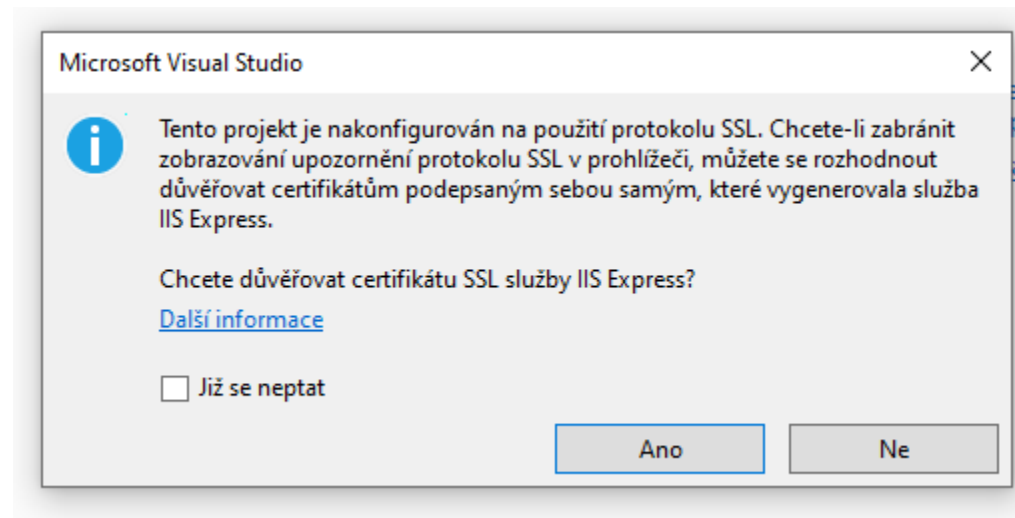 Microsoft Visual Studio
Tento projekt je nakonfigurován na použití protokolu SSL. Chcete-li zabránit
zobrazování upozornění protokolu SSL v prohlížeči, můžete se rozhodnout
důvěřovat certifikátům podepsaným sebou samým, které vygenerovala služba
IIS Express.
Chcete důvěřovat certifikátu SSL služby IIS Express?
Další informace
Již se neptat
Ano
Ne